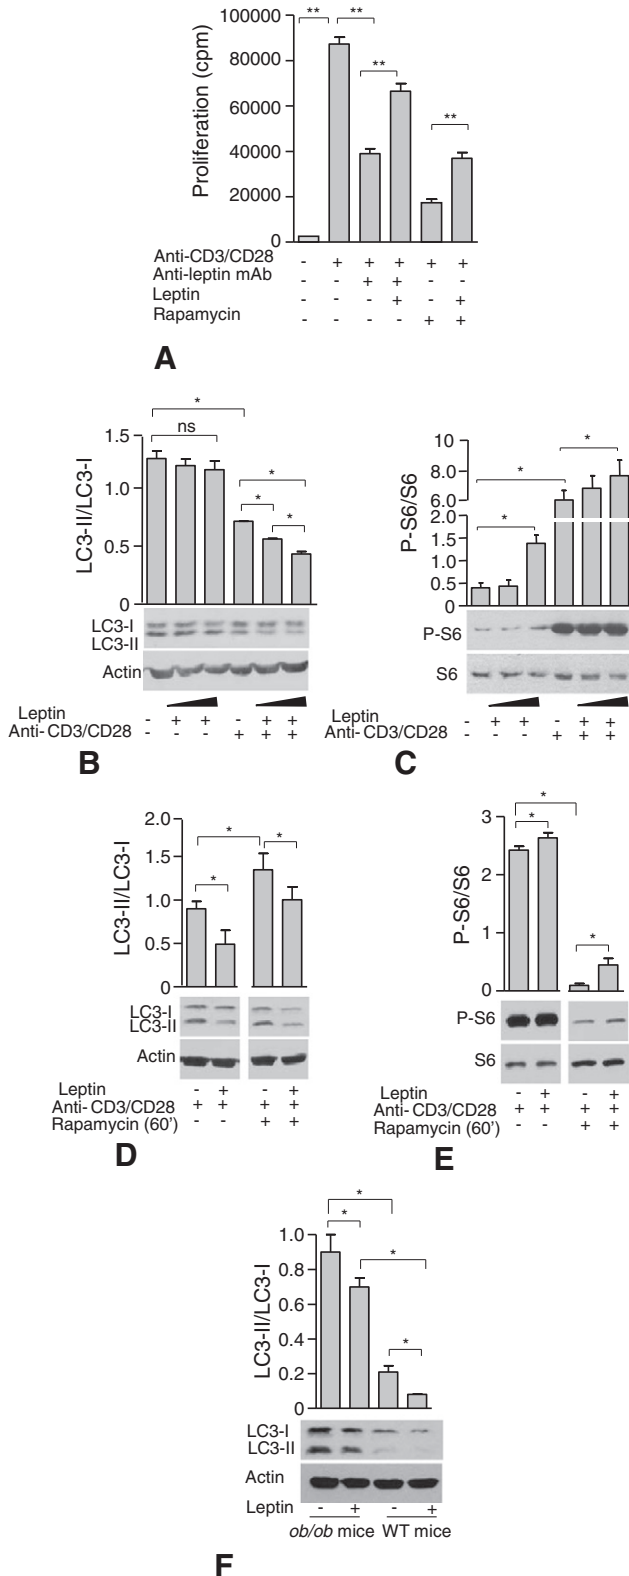 100000
80000
60000
40000
20000
0
Proliferation (cpm)
** ** ** **
Anti-CD3/CD28 - + + + + +
Anti-leptin mAb - - + + - -
Leptin - - - + - +
Rapamycin - - - - + +
A
1.5
1.0
0.5
0
LC3-II/LC3-I
* ns * * *
LC3-I
LC3-II
Actin
Leptin - + + - + +
Anti-CD3/CD28 - - - + + +
B
10
8.0
6.0
2.0
1.5
1.0
0.5
0
P-S6/S6
* * *
P-S6
S6
Leptin - + + - + +
Anti-CD3/CD28 - - - + + +
C
2.0
1.5
1.0
0.5
0
LC3-II/LC3-I
* * *
LC3-I
LC3-II
Actin
Leptin - + - +
Anti-CD3/CD28 + + + +
Rapamycin (60') - - + +
D
3
2
1
0
P-S6/S6
* * *
P-S6
S6
Leptin - + - +
Anti-CD3/CD28 + + + +
Rapamycin (60') - - + +
E
1.0
0.8
0.6
0.4
0.2
0
LC3-II/LC3-I
* * * *
LC3-I
LC3-II
Actin
Leptin - + - +
ob/ob mice WT mice
F